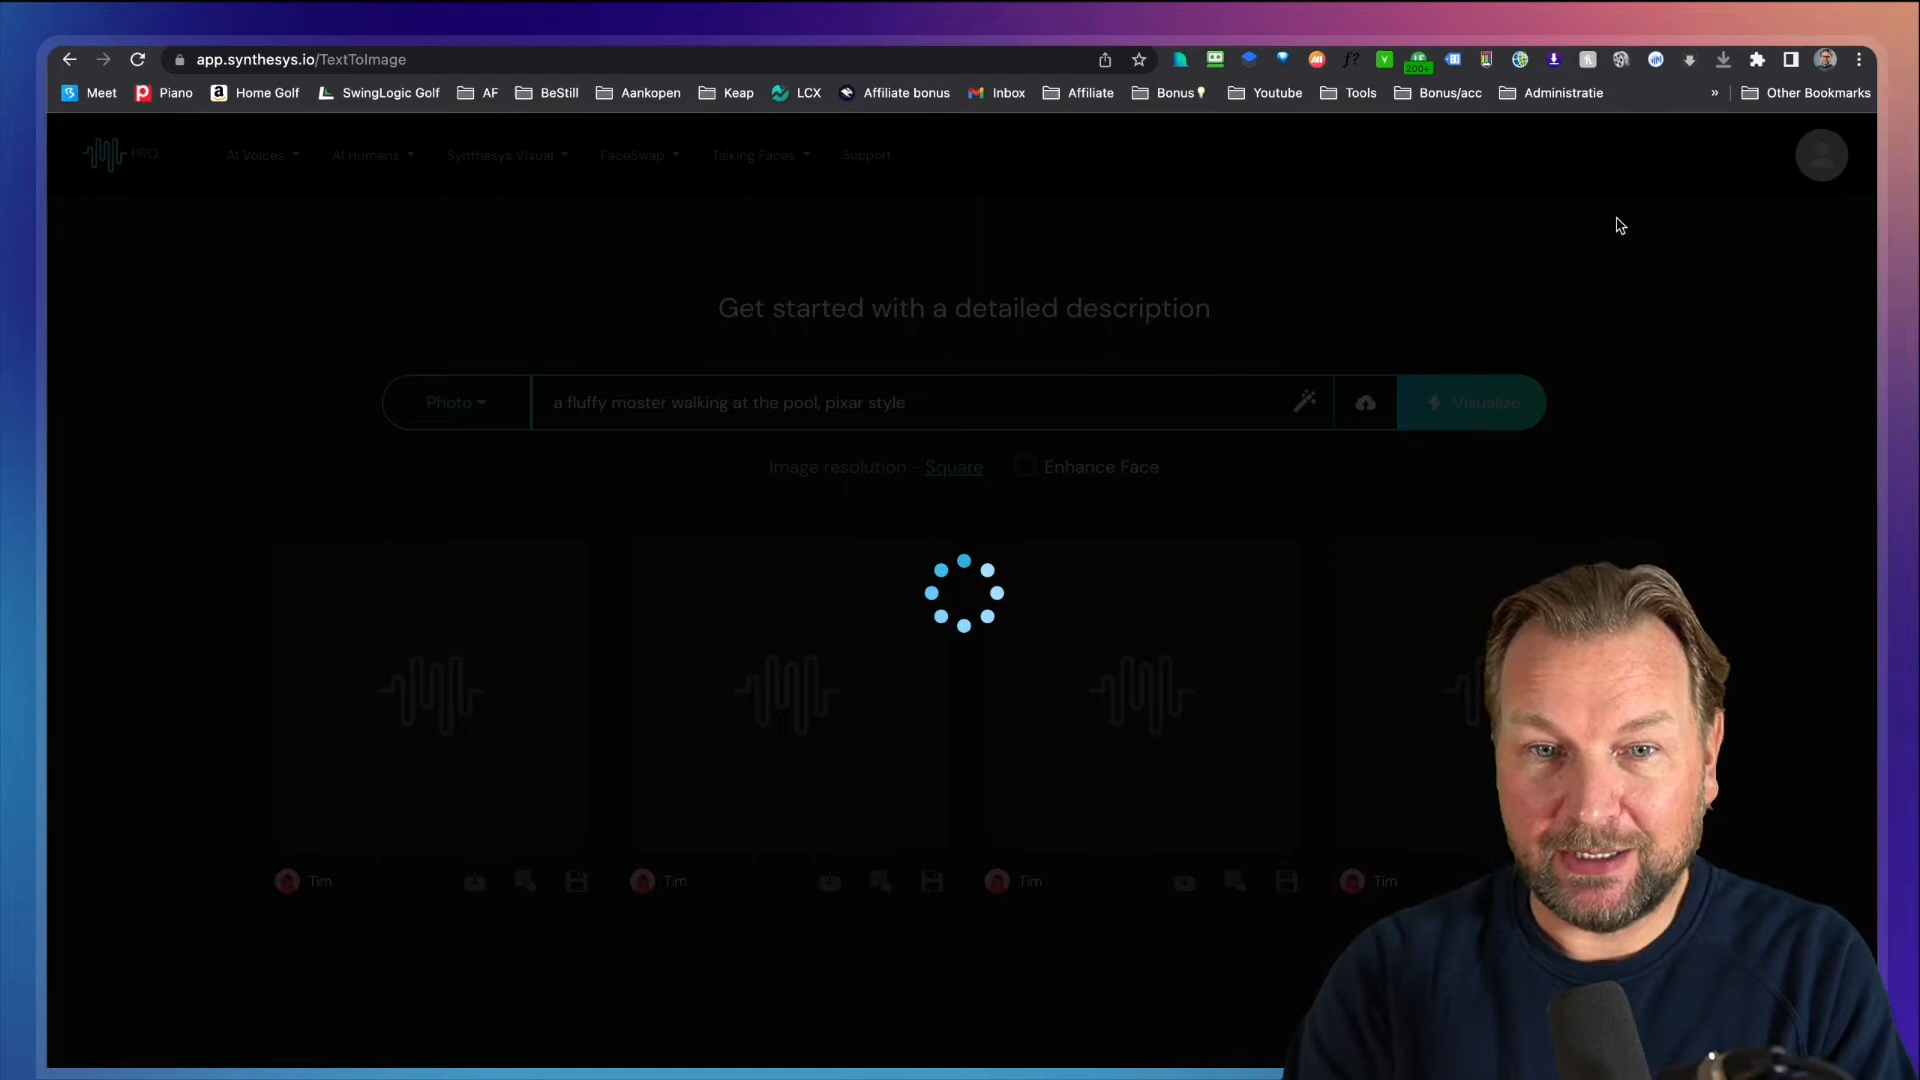 app.synthesys.io/TextToImage
200+
Meet Piano Home Golf SwingLogic Golf AF BeStill Aankopen Keap LCX Affiliate bonus Inbox Affiliate Bonus Youtube Tools Bonus/acc Administratie » Other Bookmarks
PRO AI Voices AI Humans Synthesys Visual FaceSwap Talking Faces Support
Get started with a detailed description
Photo a fluffy moster walking at the pool, pixar style Visualize
Image resolution - Square Enhance Face
Tim Tim Tim Tim